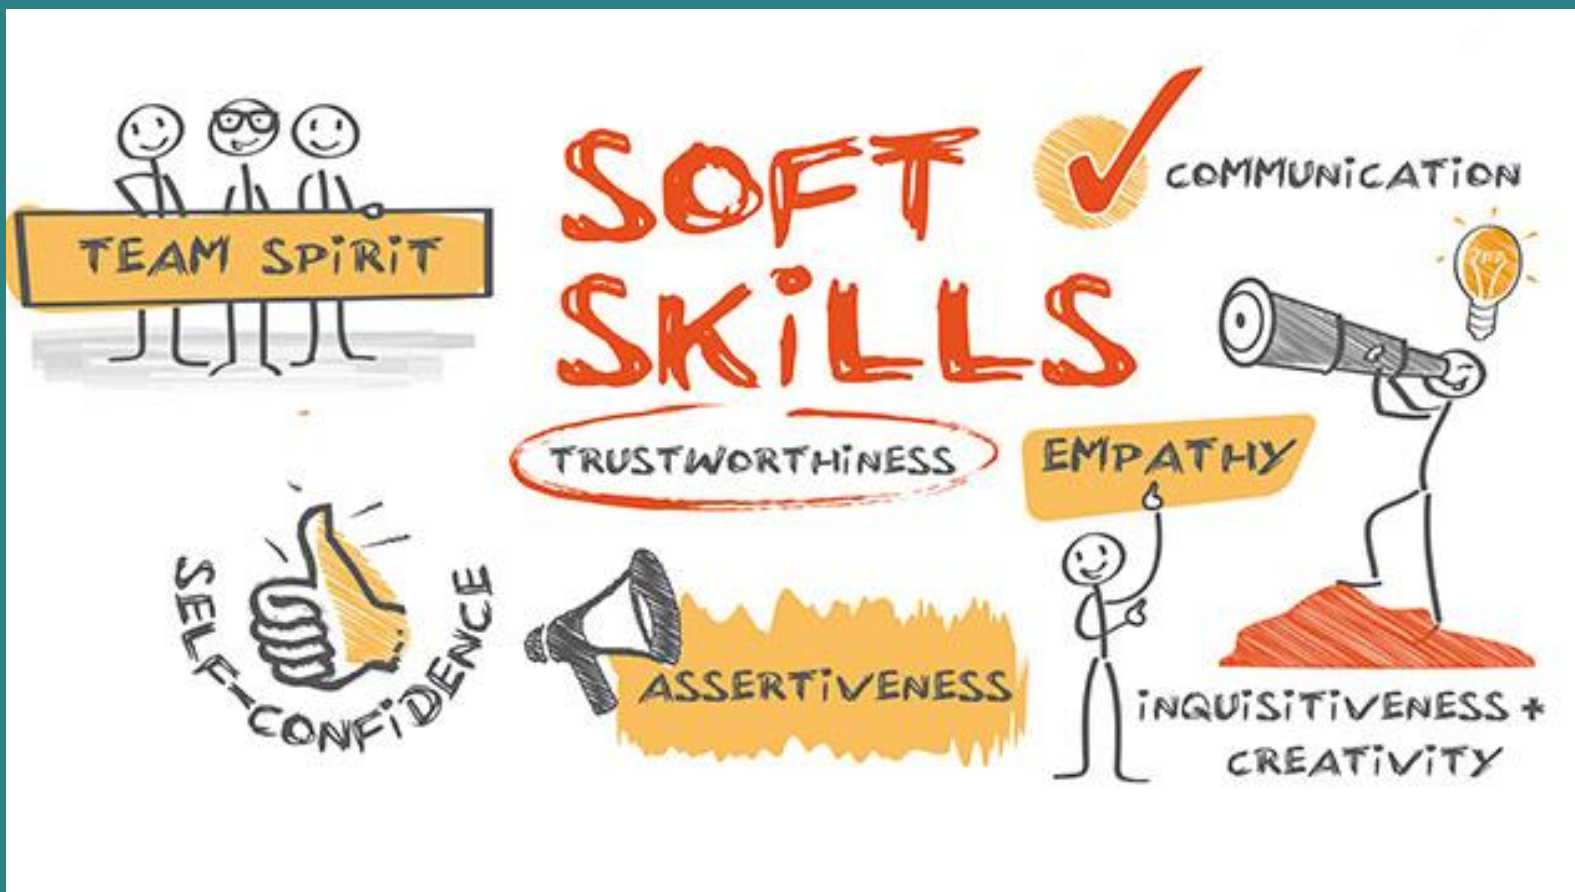 TEAM SPiRiT
SOFT
SKiLLS
COMMUNiCATiON
TRUSTWORTHiNESS
EMPATHY
SELF-CONFiDENCE
ASSERTiVENESS
iNQUiSiTiVENESS +
CREATiViTY